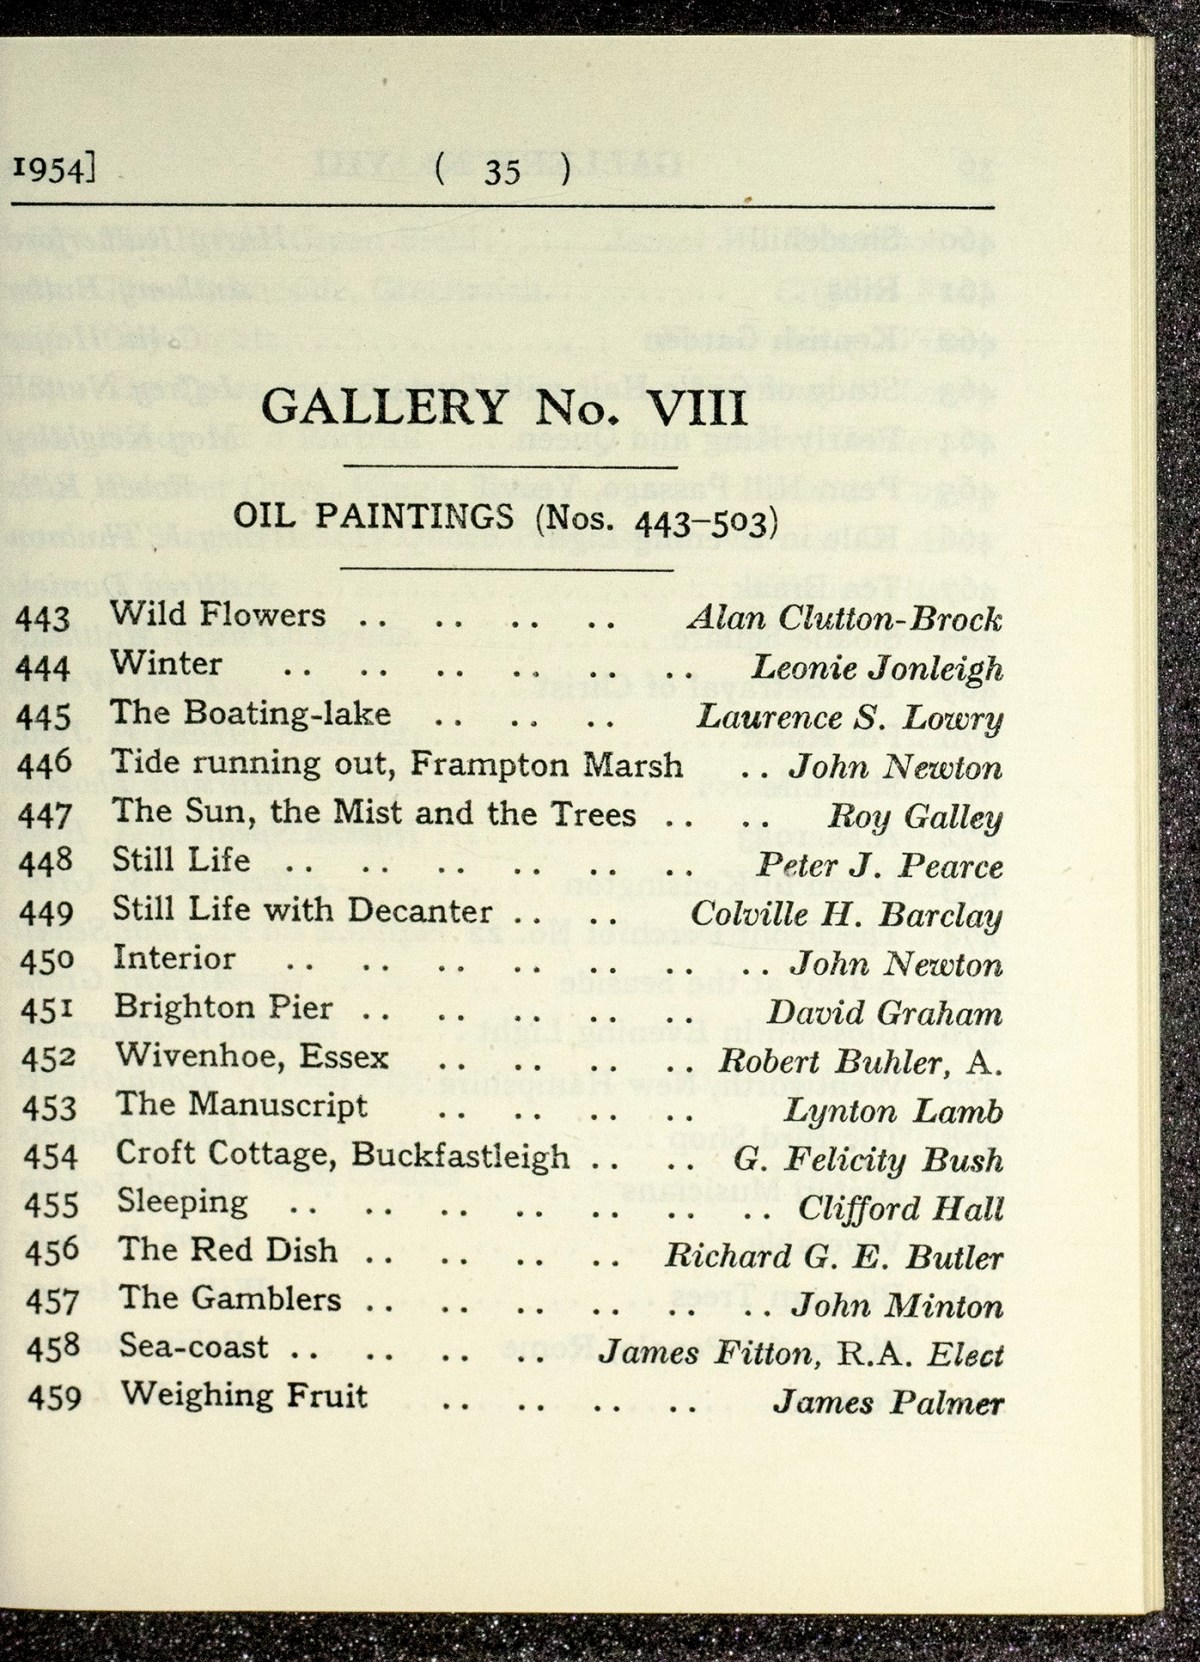 1954] ( 35 )
GALLERY No. VIII
OIL PAINTINGS (Nos. 443–503)
443 Wild Flowers .. .. .. .. Alan Clutton-Brock
444 Winter .. .. .. .. .. .. Leonie Jonleigh
445 The Boating-lake .. .. .. Laurence S. Lowry
446 Tide running out, Frampton Marsh .. John Newton
447 The Sun, the Mist and the Trees .. .. Roy Galley
448 Still Life .. .. .. .. .. .. Peter J. Pearce
449 Still Life with Decanter .. .. Colville H. Barclay
450 Interior .. .. .. .. .. .. .. John Newton
451 Brighton Pier .. .. .. .. .. David Graham
452 Wivenhoe, Essex .. .. .. .. Robert Buhler, A.
453 The Manuscript .. .. .. .. Lynton Lamb
454 Croft Cottage, Buckfastleigh .. .. G. Felicity Bush
455 Sleeping .. .. .. .. .. .. .. Clifford Hall
456 The Red Dish .. .. .. .. Richard G. E. Butler
457 The Gamblers .. .. .. .. .. .. John Minton
458 Sea-coast .. .. .. .. James Fitton, R.A. Elect
459 Weighing Fruit .. .. .. .. James Palmer